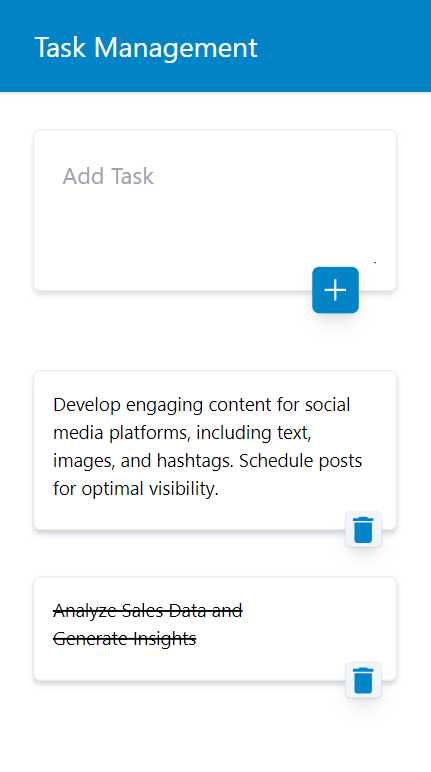 Task Management
Add Task
Develop engaging content for social
media platforms, including text,
images, and hashtags. Schedule posts
for optimal visibility.
Analyze Sales Data and
Generate Insights